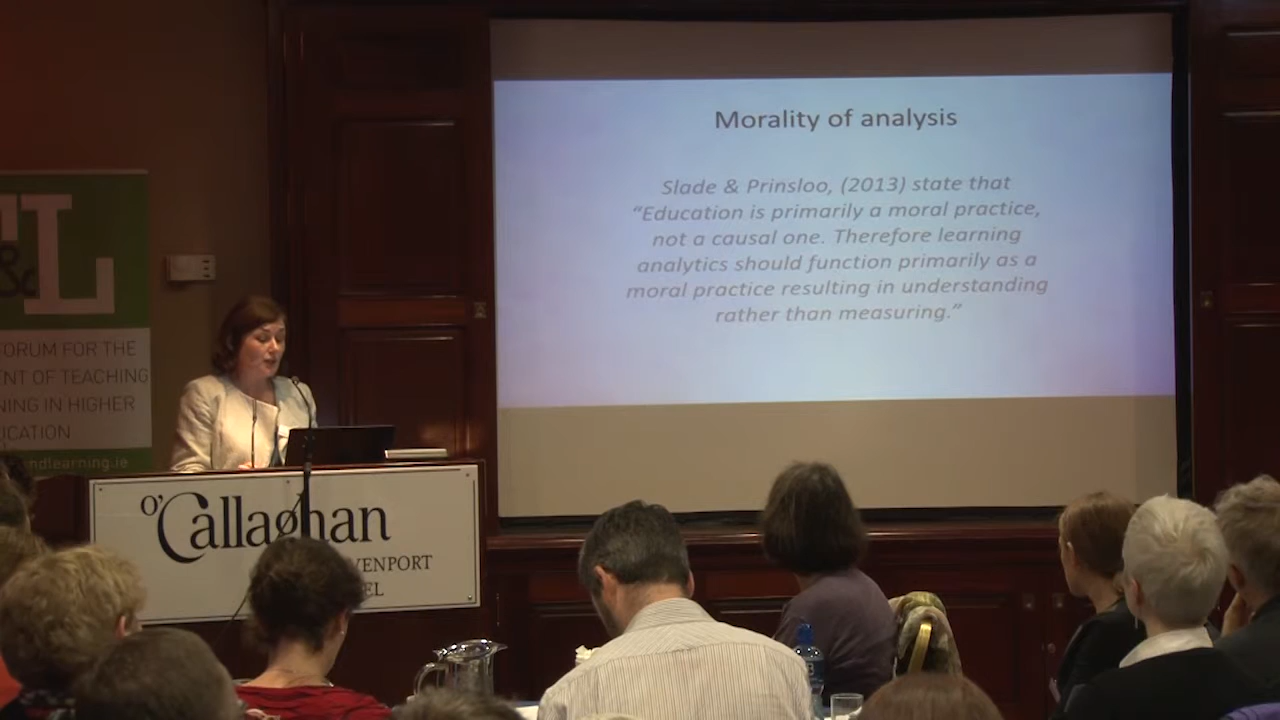 Morality of analysis
Slade & Prinsloo, (2013) state that
“Education is primarily a moral practice,
not a causal one. Therefore learning
analytics should function primarily as a
moral practice resulting in understanding
rather than measuring.”
T
&
L
FORUM FOR THE
ENT OF TEACHING
NING IN HIGHER
UCATION
ndlearning.ie
O'Callaghan
VENPORT
EL